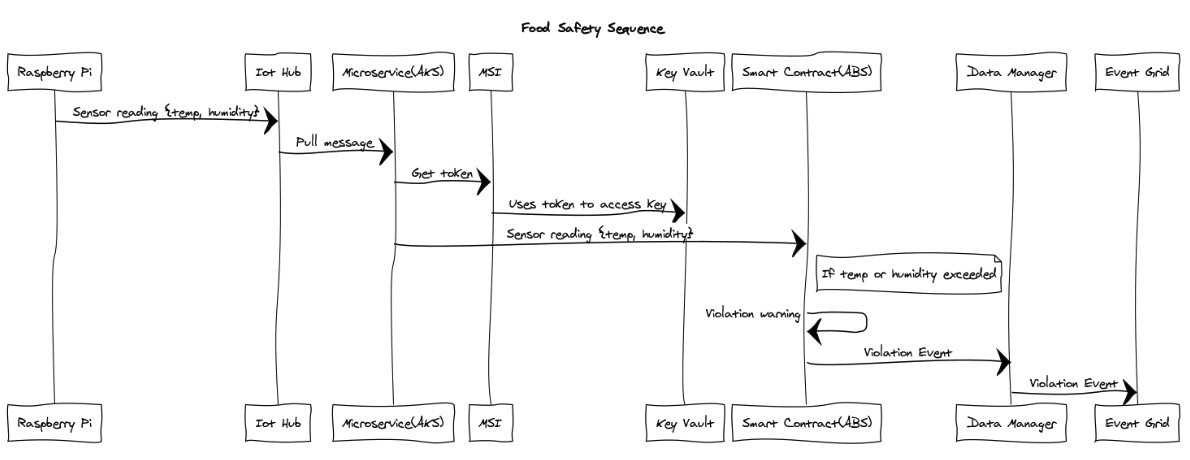 Food Safety Sequence
Raspberry Pi
Iot Hub
Microservice(AKS)
MSI
Key Vault
Smart Contract(ABS)
Data Manager
Event Grid
Sensor reading {temp, humidity}
Pull message
Get token
Uses token to access key
Sensor reading {temp, humidity}
If temp or humidity exceeded
Violation warning
Violation Event
Violation Event
Raspberry Pi
Iot Hub
Microservice(AKS)
MSI
Key Vault
Smart Contract(ABS)
Data Manager
Event Grid